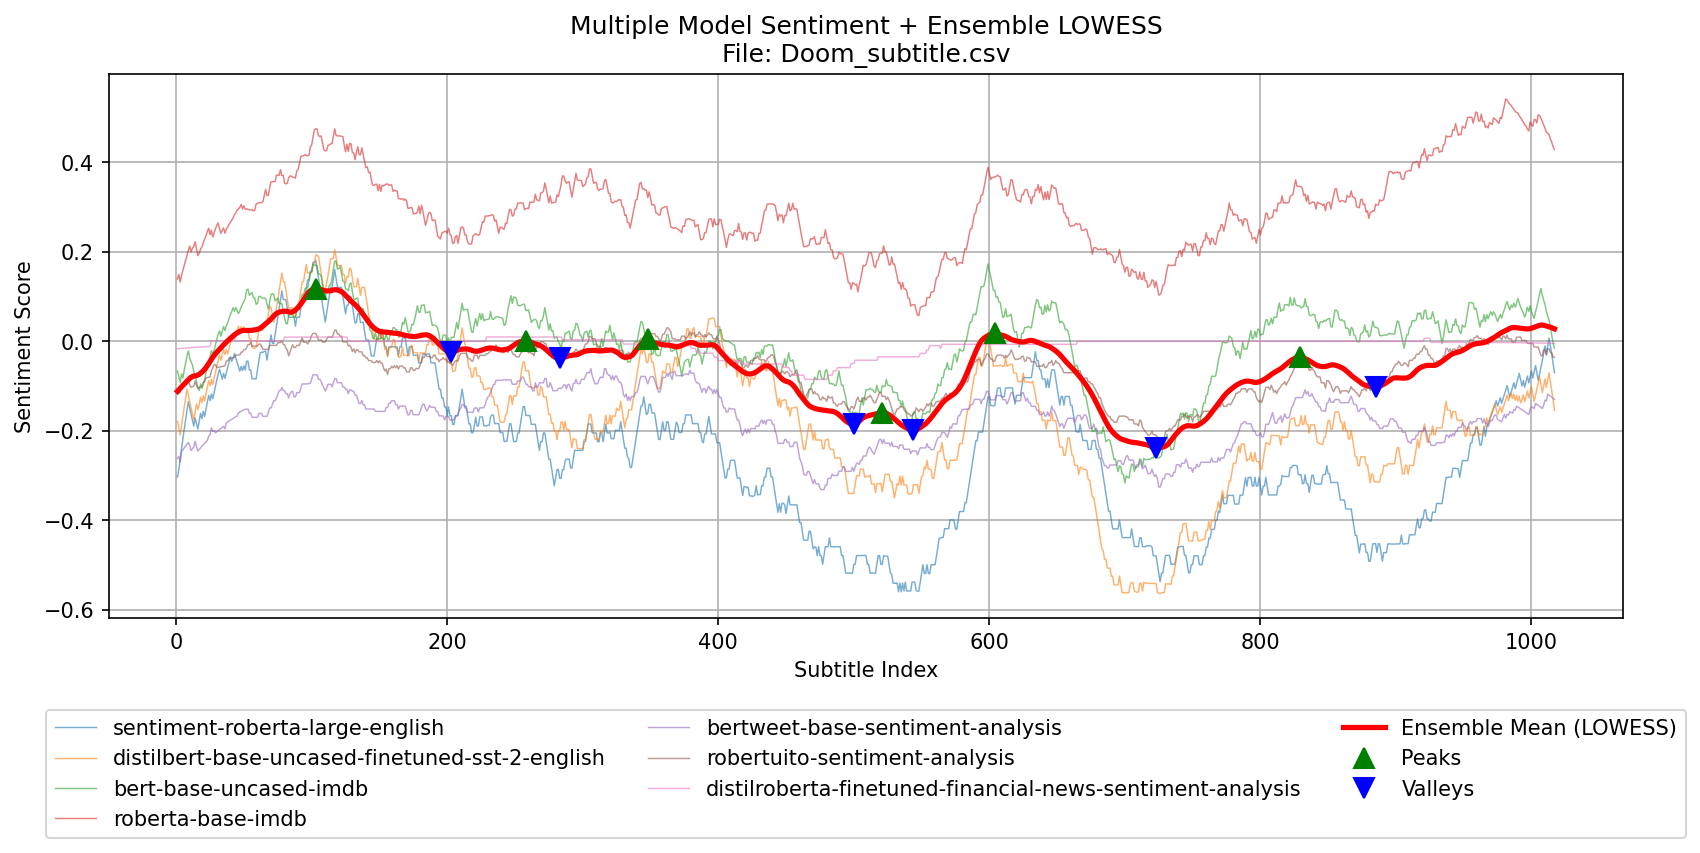 Multiple Model Sentiment + Ensemble LOWESS
File: Doom_subtitle.csv
Sentiment Score
0.4
0.2
0.0
−0.2
−0.4
−0.6
0 200 400 600 800 1000
Subtitle Index
sentiment-roberta-large-english
distilbert-base-uncased-finetuned-sst-2-english
bert-base-uncased-imdb
roberta-base-imdb
bertweet-base-sentiment-analysis
robertuito-sentiment-analysis
distilroberta-finetuned-financial-news-sentiment-analysis
Ensemble Mean (LOWESS)
Peaks
Valleys